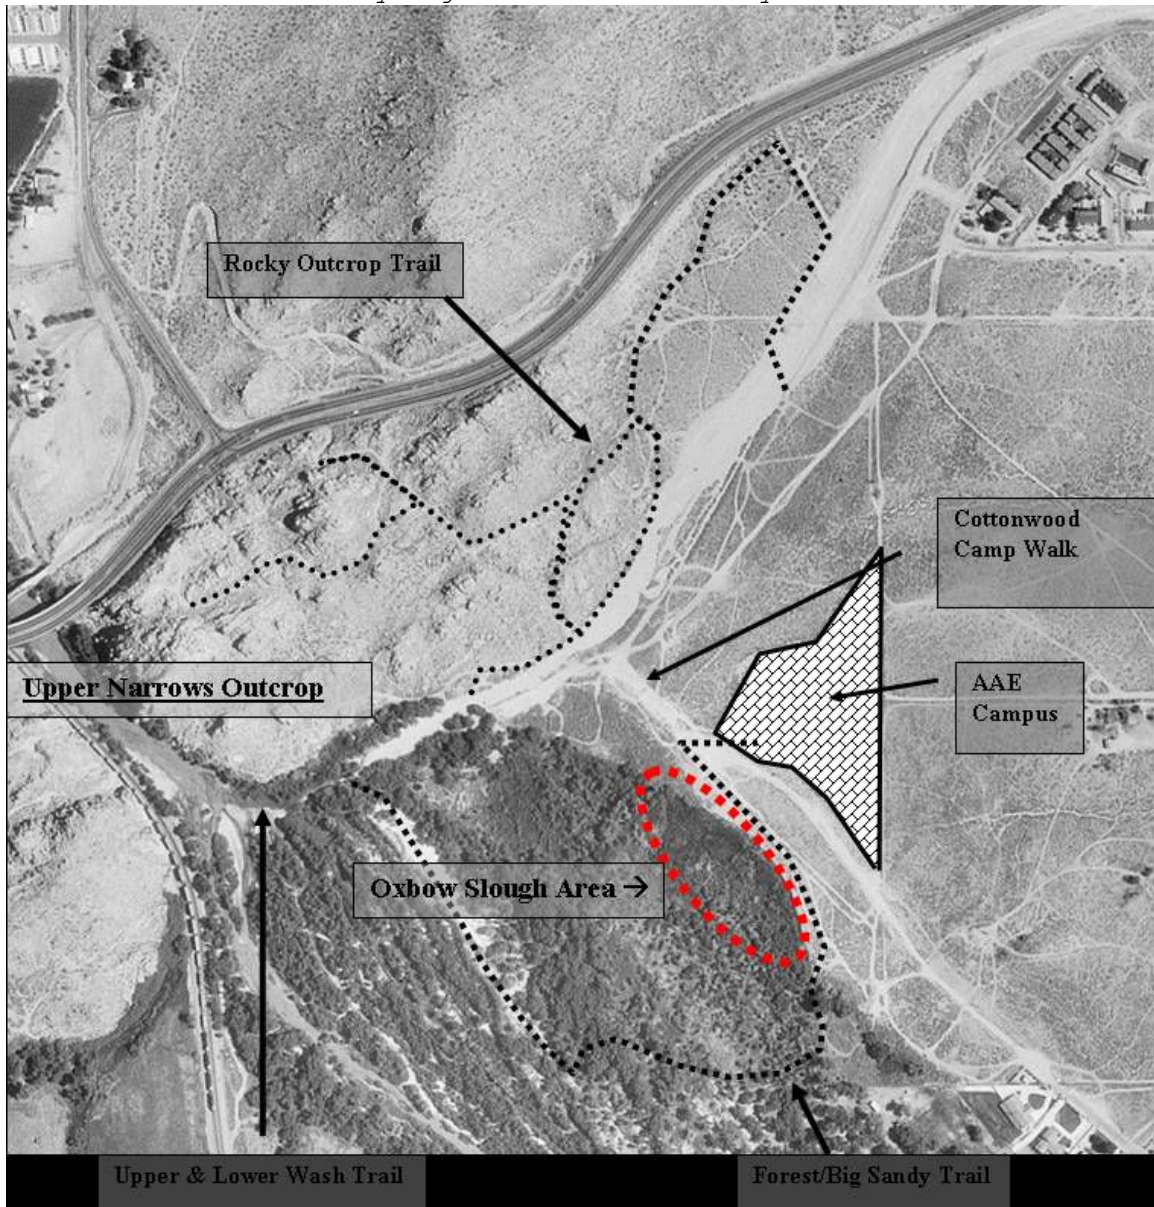 Rocky Outcrop Trail
Cottonwood
Camp Walk
Upper Narrows Outcrop
AAE
Campus
Oxbow Slough Area →
Upper & Lower Wash Trail
Forest/Big Sandy Trail